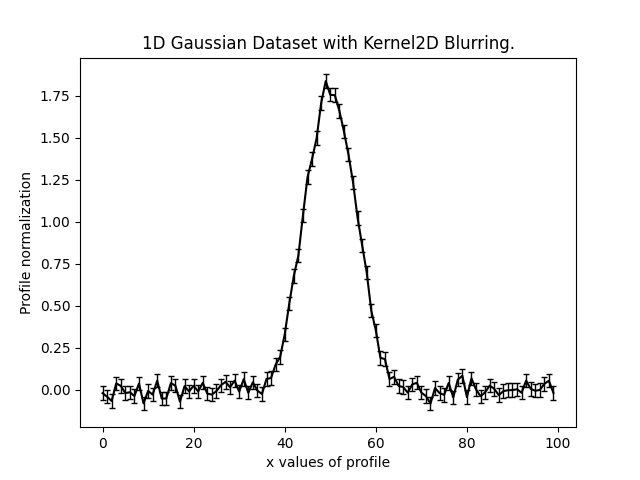 1D Gaussian Dataset with Kernel2D Blurring.
Profile normalization
1.75
1.50
1.25
1.00
0.75
0.50
0.25
0.00
0 20 40 60 80 100
x values of profile